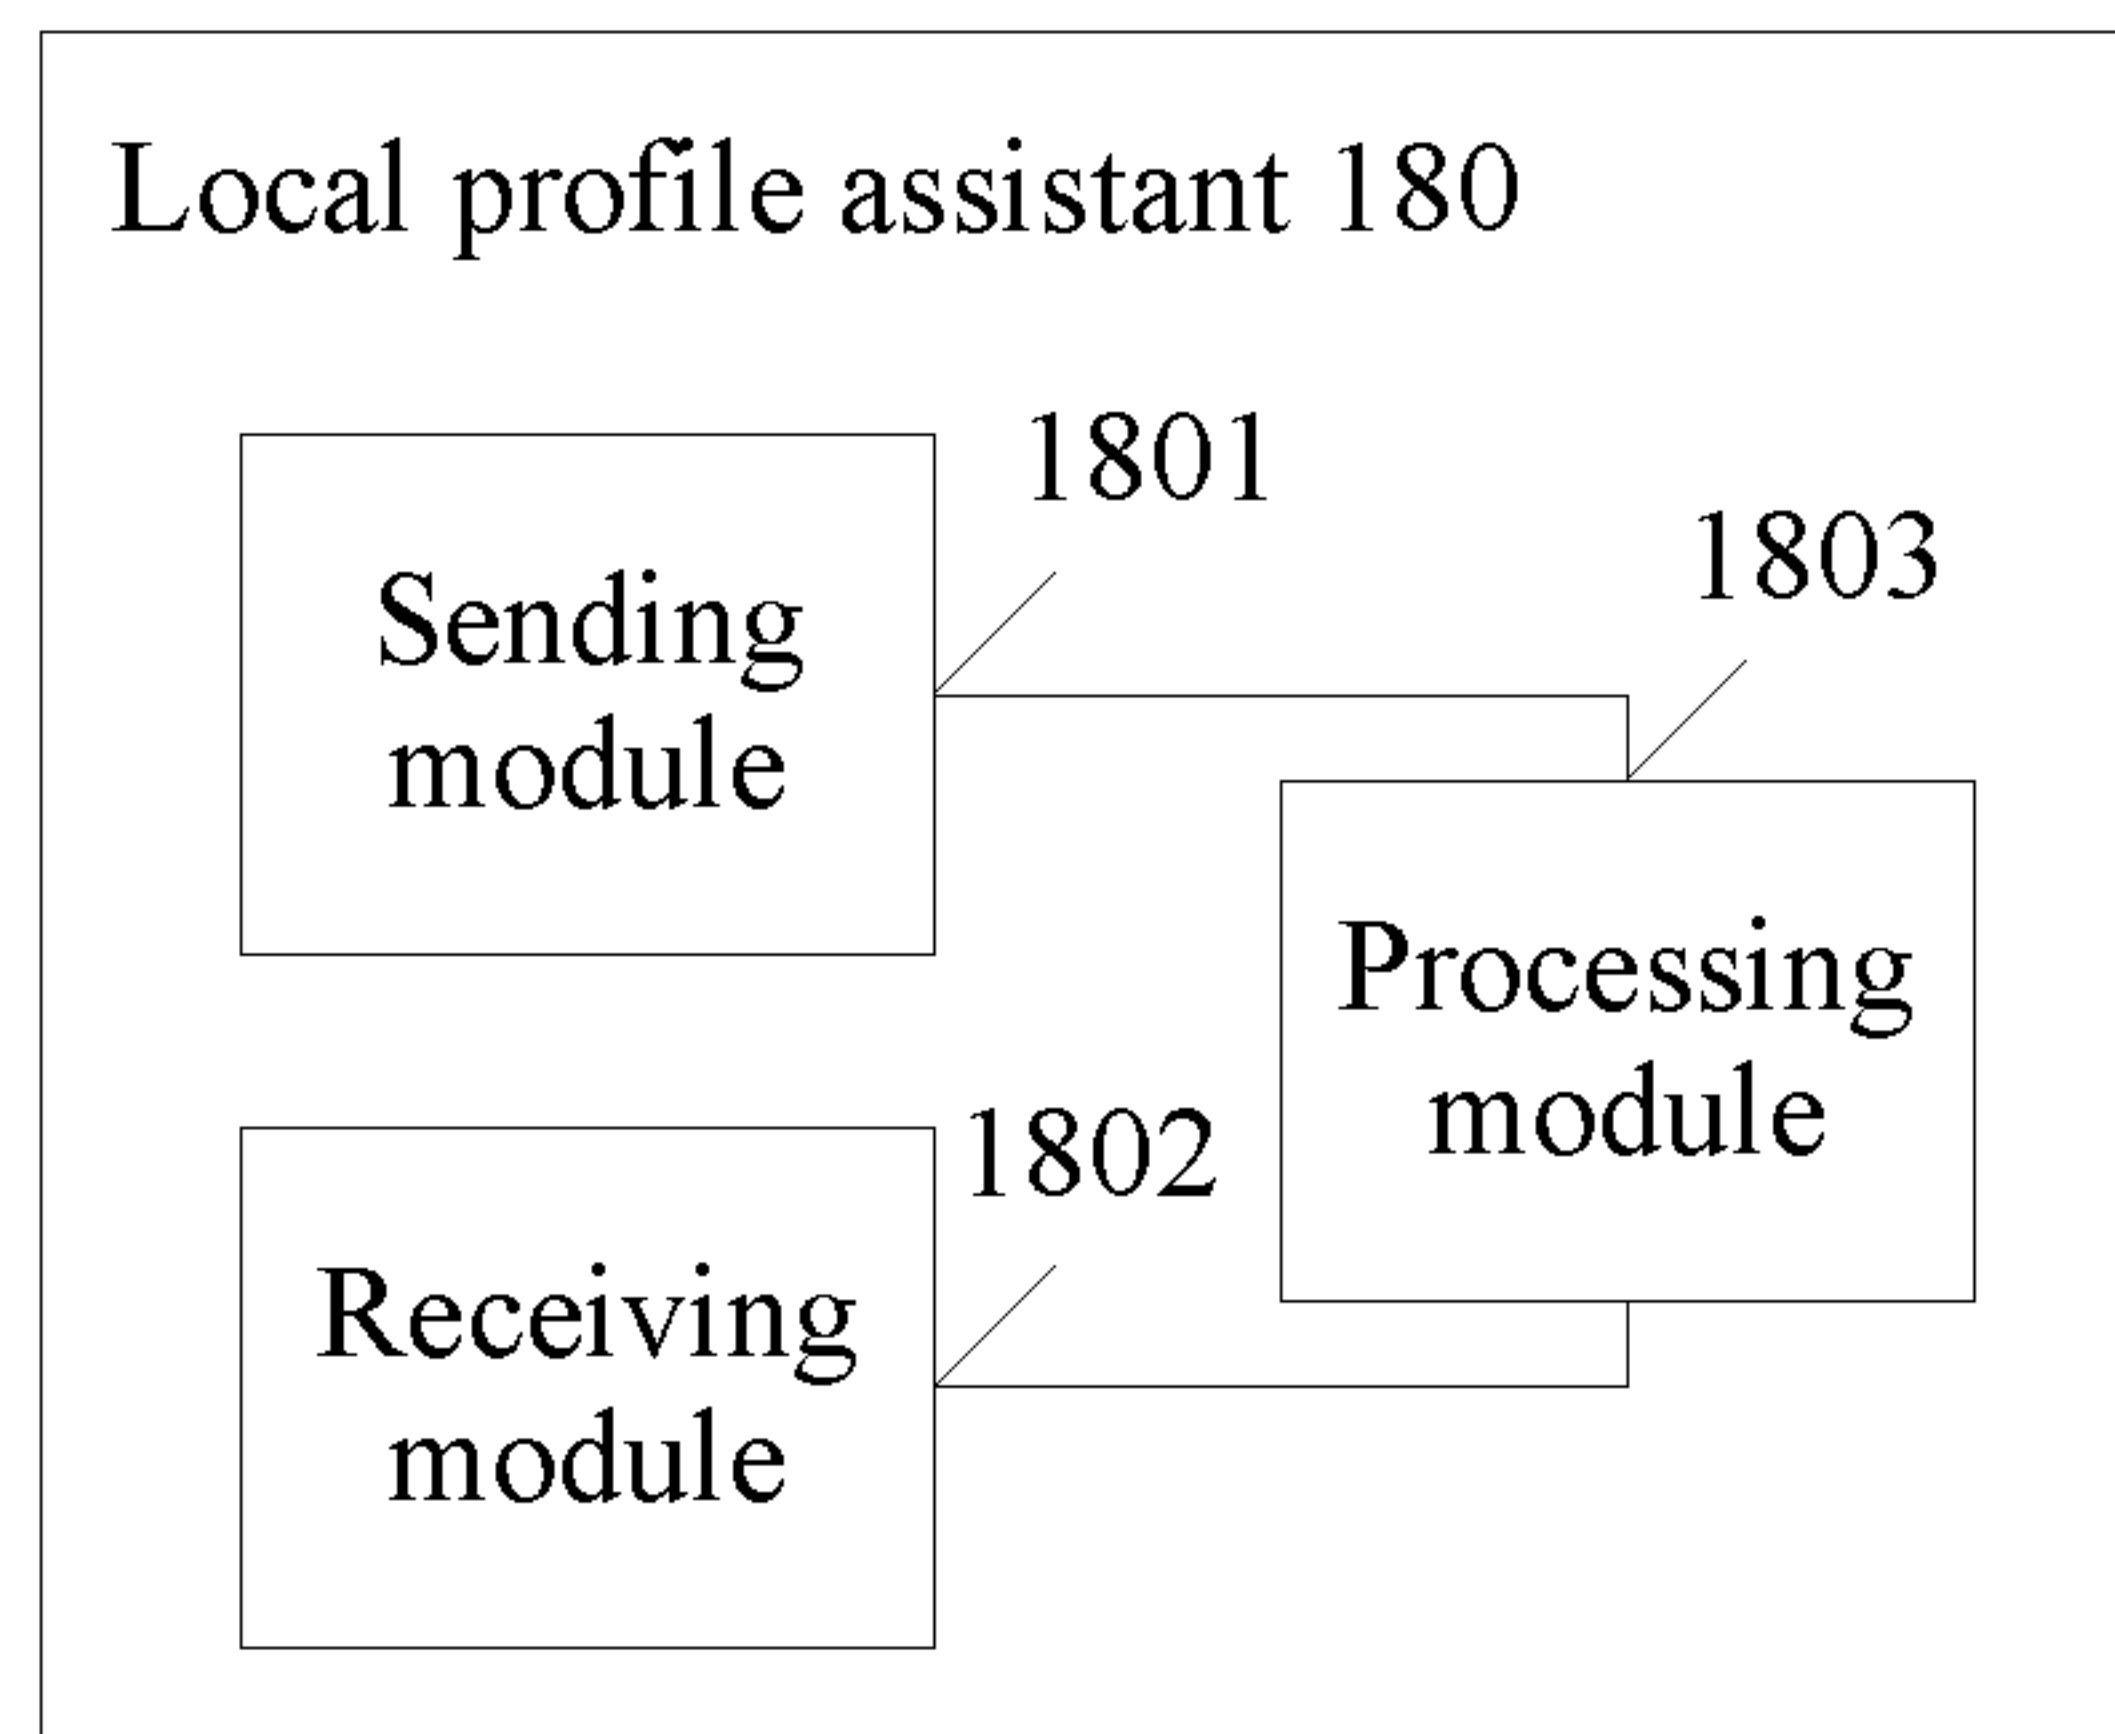 Local profile assistant 180
1801
1803
Sending
module
Processing
module
1802
Receiving
module